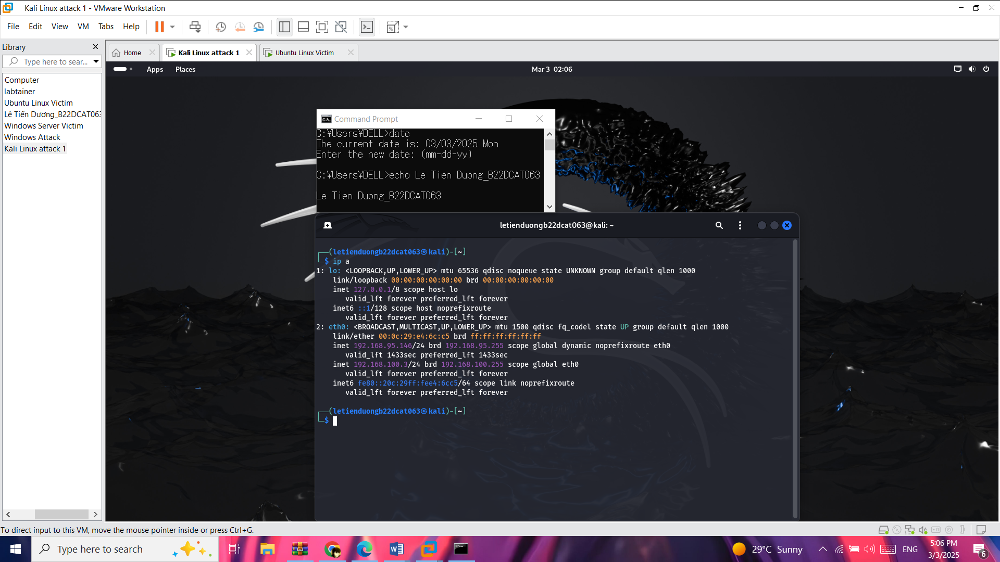 Kali Linux attack 1 - VMware Workstation
File Edit View VM Tabs Help
Library
Type here to sear...
Computer
labtainer
Ubuntu Linux Victim
Lê Tiến Dương_B22DCAT063
Windows Server Victim
Windows Attack
Kali Linux attack 1
Home
Kali Linux attack 1
Ubuntu Linux Victim
Apps Places
Mar 3 02:06
Command Prompt
C:¥Users¥DELL>date
The current date is: 03/03/2025 Mon
Enter the new date: (mm-dd-yy)
C:¥Users¥DELL>echo Le Tien Duong_B22DCAT063
Le Tien Duong_B22DCAT063
letienduongb22dcat063@kali: ~
┌──(letienduongb22dcat063㉿kali)-[~]
└─$ ip a
1: lo: <LOOPBACK,UP,LOWER_UP> mtu 65536 qdisc noqueue state UNKNOWN group default qlen 1000
link/loopback 00:00:00:00:00:00 brd 00:00:00:00:00:00
inet 127.0.0.1/8 scope host lo
valid_lft forever preferred_lft forever
inet6 ::1/128 scope host noprefixroute
valid_lft forever preferred_lft forever
2: eth0: <BROADCAST,MULTICAST,UP,LOWER_UP> mtu 1500 qdisc fq_codel state UP group default qlen 1000
link/ether 00:0c:29:e4:6c:c5 brd ff:ff:ff:ff:ff:ff
inet 192.168.95.146/24 brd 192.168.95.255 scope global dynamic noprefixroute eth0
valid_lft 1433sec preferred_lft 1433sec
inet 192.168.100.3/24 brd 192.168.100.255 scope global eth0
valid_lft forever preferred_lft forever
inet6 fe80::20c:29ff:fee4:6cc5/64 scope link noprefixroute
valid_lft forever preferred_lft forever
┌──(letienduongb22dcat063㉿kali)-[~]
└─$
To direct input to this VM, move the mouse pointer inside or press Ctrl+G.
Type here to search
29°C Sunny
ENG
5:06 PM
3/3/2025
6